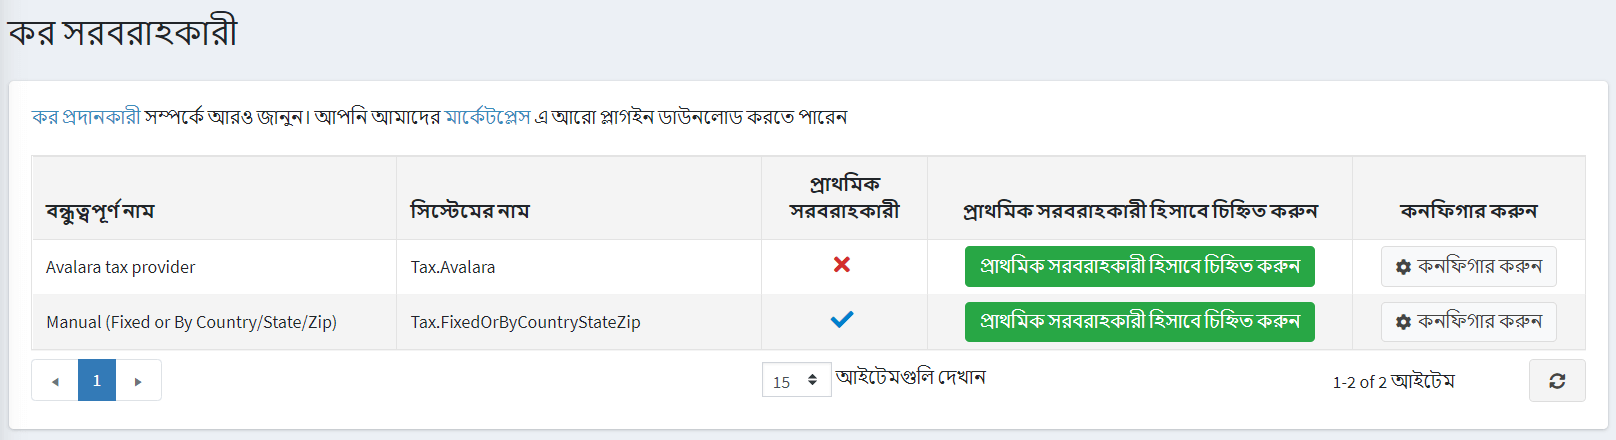 কর সরবরাহকারী
কর প্রদানকারী সম্পর্কে আরও জানুন। আপনি আমাদের মার্কেটপ্লেস এ আরো প্লাগইন ডাউনলোড করতে পারেন
বন্ধুত্বপূর্ণ নাম সিস্টেমের নাম প্রাথমিক সরবরাহকারী প্রাথমিক সরবরাহকারী হিসাবে চিহ্নিত করুন কনফিগার করুন
Avalara tax provider Tax.Avalara প্রাথমিক সরবরাহকারী হিসাবে চিহ্নিত করুন কনফিগার করুন
Manual (Fixed or By Country/State/Zip) Tax.FixedOrByCountryStateZip প্রাথমিক সরবরাহকারী হিসাবে চিহ্নিত করুন কনফিগার করুন
1 15 আইটেমগুলি দেখান 1-2 of 2 আইটেম